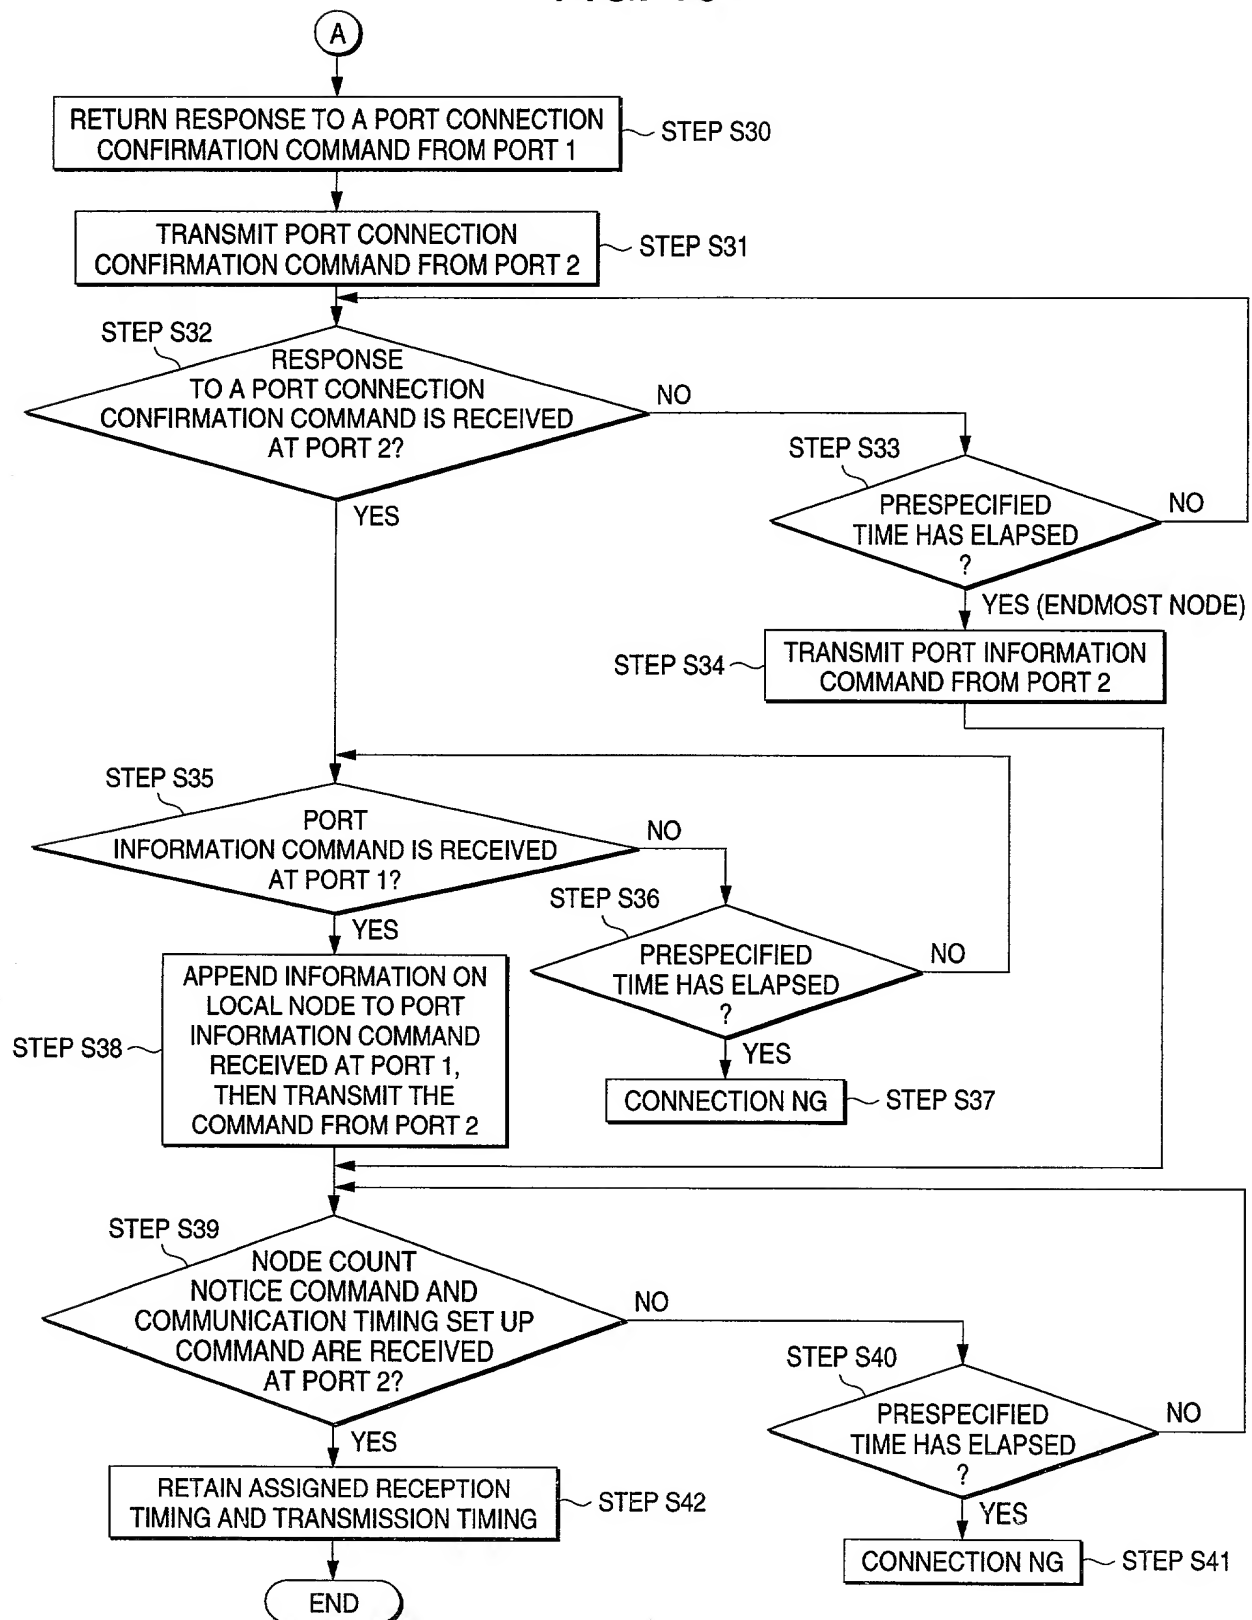 A
RETURN RESPONSE TO A PORT CONNECTION
CONFIRMATION COMMAND FROM PORT 1
STEP S30
TRANSMIT PORT CONNECTION
CONFIRMATION COMMAND FROM PORT 2
STEP S31
STEP S32
RESPONSE
TO A PORT CONNECTION
CONFIRMATION COMMAND IS RECEIVED
AT PORT 2?
NO
YES
STEP S33
PRESPECIFIED
TIME HAS ELAPSED
?
NO
YES (ENDMOST NODE)
STEP S34
TRANSMIT PORT INFORMATION
COMMAND FROM PORT 2
STEP S35
PORT
INFORMATION COMMAND IS RECEIVED
AT PORT 1?
NO
YES
STEP S36
PRESPECIFIED
TIME HAS ELAPSED
?
NO
YES
CONNECTION NG
STEP S37
STEP S38
APPEND INFORMATION ON
LOCAL NODE TO PORT
INFORMATION COMMAND
RECEIVED AT PORT 1,
THEN TRANSMIT THE
COMMAND FROM PORT 2
STEP S39
NODE COUNT
NOTICE COMMAND AND
COMMUNICATION TIMING SET UP
COMMAND ARE RECEIVED
AT PORT 2?
NO
YES
STEP S40
PRESPECIFIED
TIME HAS ELAPSED
?
NO
YES
CONNECTION NG
STEP S41
RETAIN ASSIGNED RECEPTION
TIMING AND TRANSMISSION TIMING
STEP S42
END